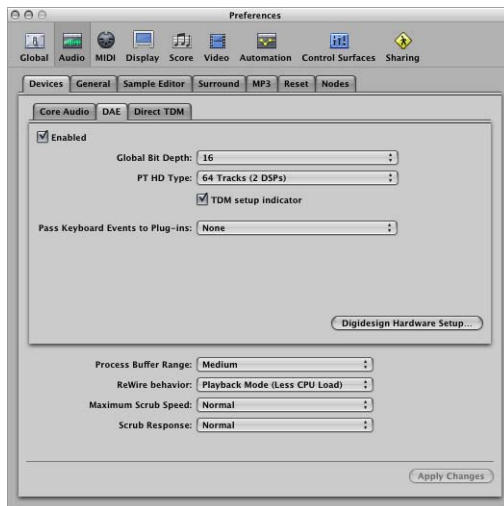 Preferences
Global Audio MIDI Display Score Video Automation Control Surfaces Sharing
Devices General Sample Editor Surround MP3 Reset Nodes
Core Audio DAE Direct TDM
Enabled
Global Bit Depth: 16
PT HD Type: 64 Tracks (2 DSPs)
TDM setup indicator
Pass Keyboard Events to Plug-ins: None
Digidesign Hardware Setup...
Process Buffer Range: Medium
ReWire behavior: Playback Mode (Less CPU Load)
Maximum Scrub Speed: Normal
Scrub Response: Normal
Apply Changes